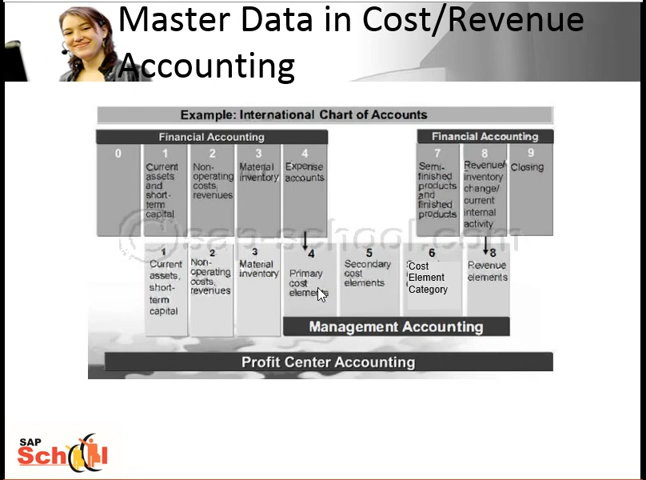 Master Data in Cost/Revenue
Accounting
Example: International Chart of Accounts
Financial Accounting
Financial Accounting
0
1
Current
assets
and
short-
term
capital
2
Non-
operating
costs,
revenues
3
Material
inventory
4
Expense
accounts
7
Semi-
finished
products
and
finished
products
8
Revenue/
inventory
change/
current
internal
activity
9
Closing
©sap-school.com
1
Current
assets,
short-
term
capital
2
Non-
operating
costs,
revenues
3
Material
inventory
4
Primary
cost
elements
5
Secondary
cost
elements
6
Cost
Element
Category
8
Revenue
elements
Management Accounting
Profit Center Accounting
SAP
School